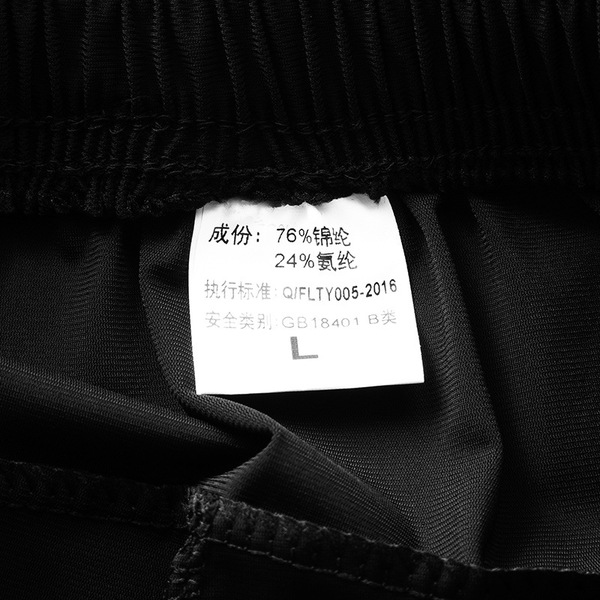 成份：76%锦纶
24%氨纶
执行标准：Q/FLTY005-2016
安全类别：GB18401 B类
L